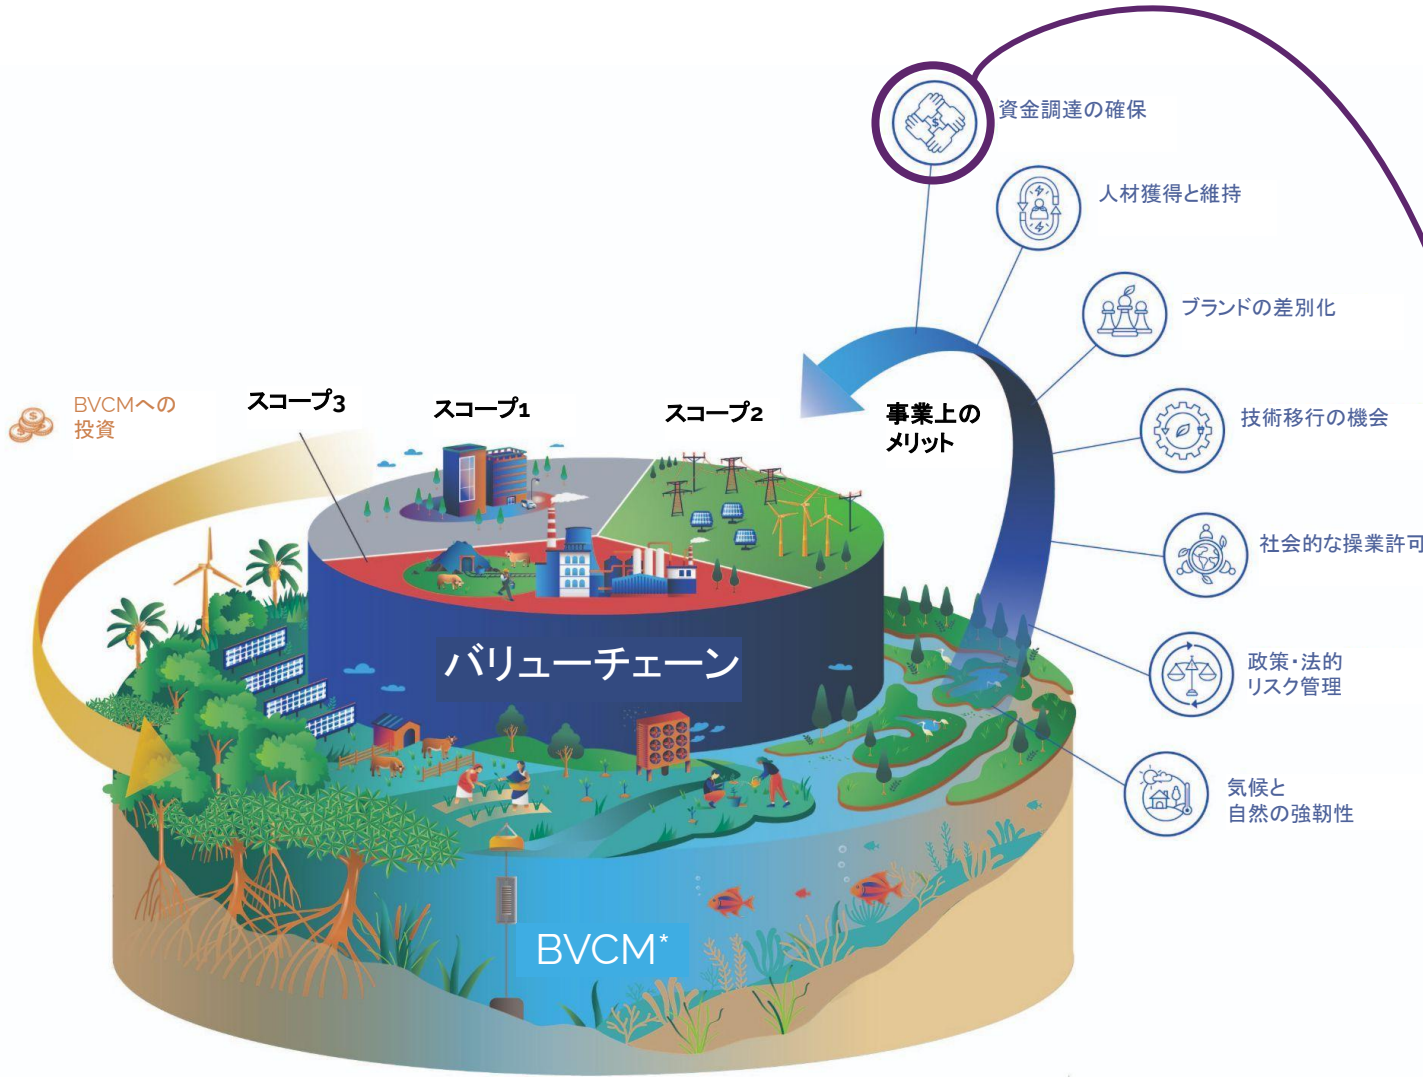 資金調達の確保
人材獲得と維持
ブランドの差別化
BVCMへの
投資
スコープ3
スコープ1
スコープ2
事業上の
メリット
技術移行の機会
社会的な操業許可
バリューチェーン
政策・法的
リスク管理
気候と
自然の強靭性
BVCM*